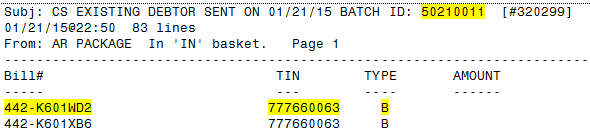 Subj: CS EXISTING DEBTOR SENT ON 01/21/15 BATCH ID: 50210011  [#320299]
01/21/15@22:50  83 lines
From: AR PACKAGE  In 'IN' basket.   Page 1
-------------------------------------------------------------------------
Bill#                              TIN        TYPE       AMOUNT
-----                              ---        ----       ------
442-K601WD2                       777660063     B
442-K601XB6                       777660063     B